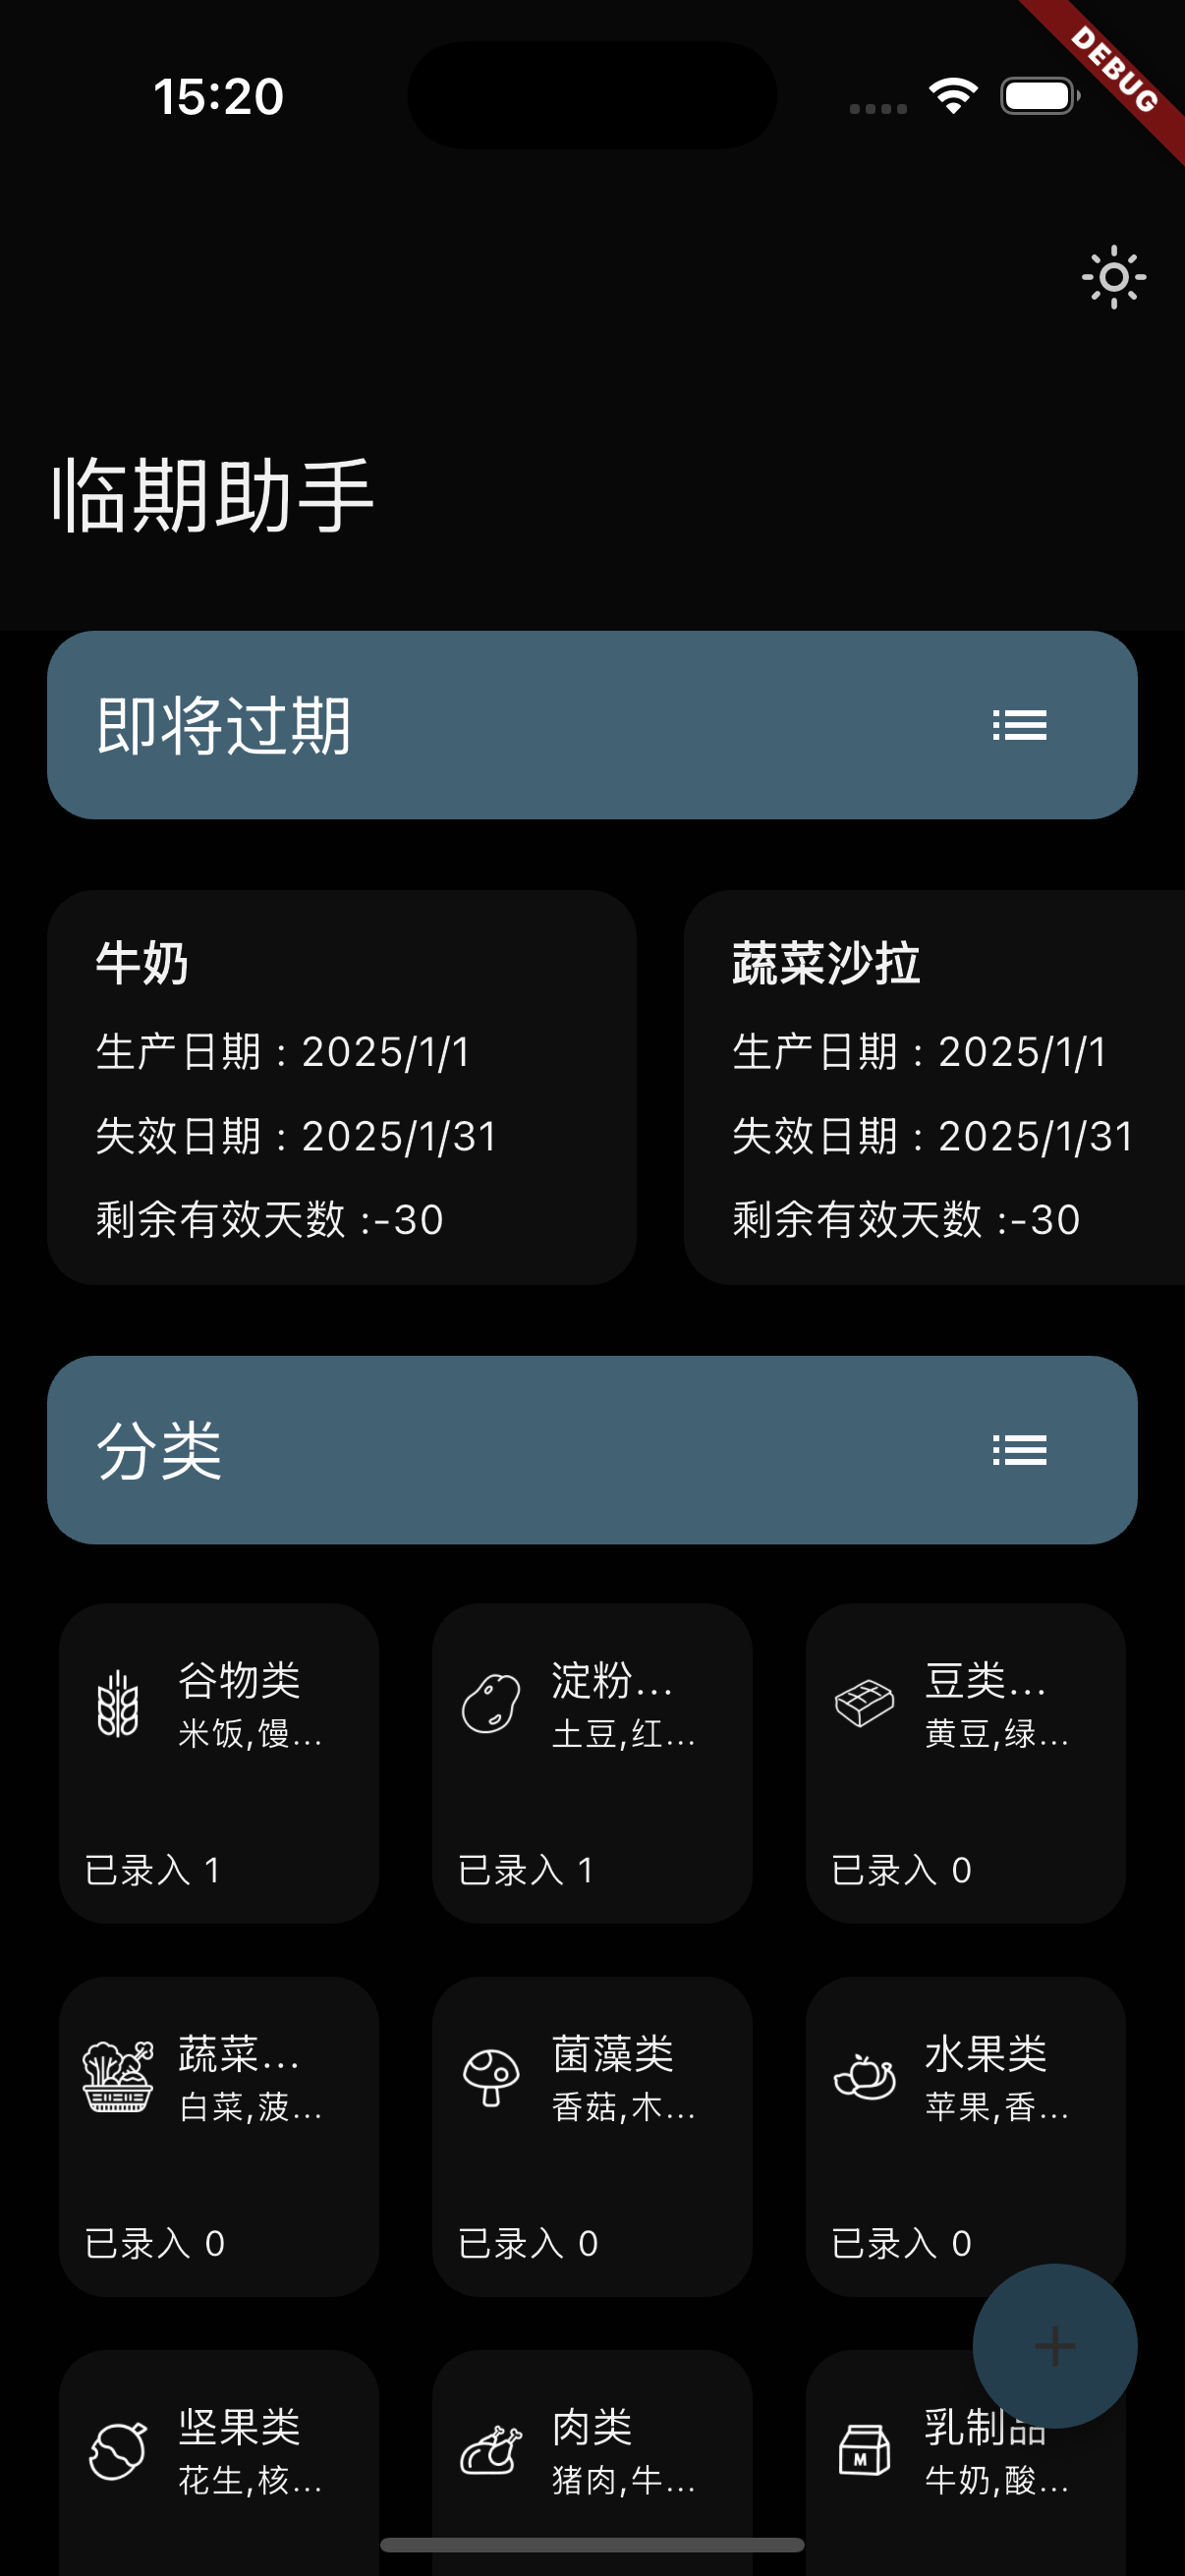 15:20
DEBUG
临期助手
即将过期
牛奶
生产日期 : 2025/1/1
失效日期 : 2025/1/31
剩余有效天数 :-30
蔬菜沙拉
生产日期 : 2025/1/1
失效日期 : 2025/1/31
剩余有效天数 :-30
分类
谷物类
米饭,馒...
已录入 1
淀粉...
土豆,红...
已录入 1
豆类...
黄豆,绿...
已录入 0
蔬菜...
白菜,菠...
已录入 0
菌藻类
香菇,木...
已录入 0
水果类
苹果,香...
已录入 0
坚果类
花生,核...
肉类
猪肉,牛...
M
乳制品
牛奶,酸...